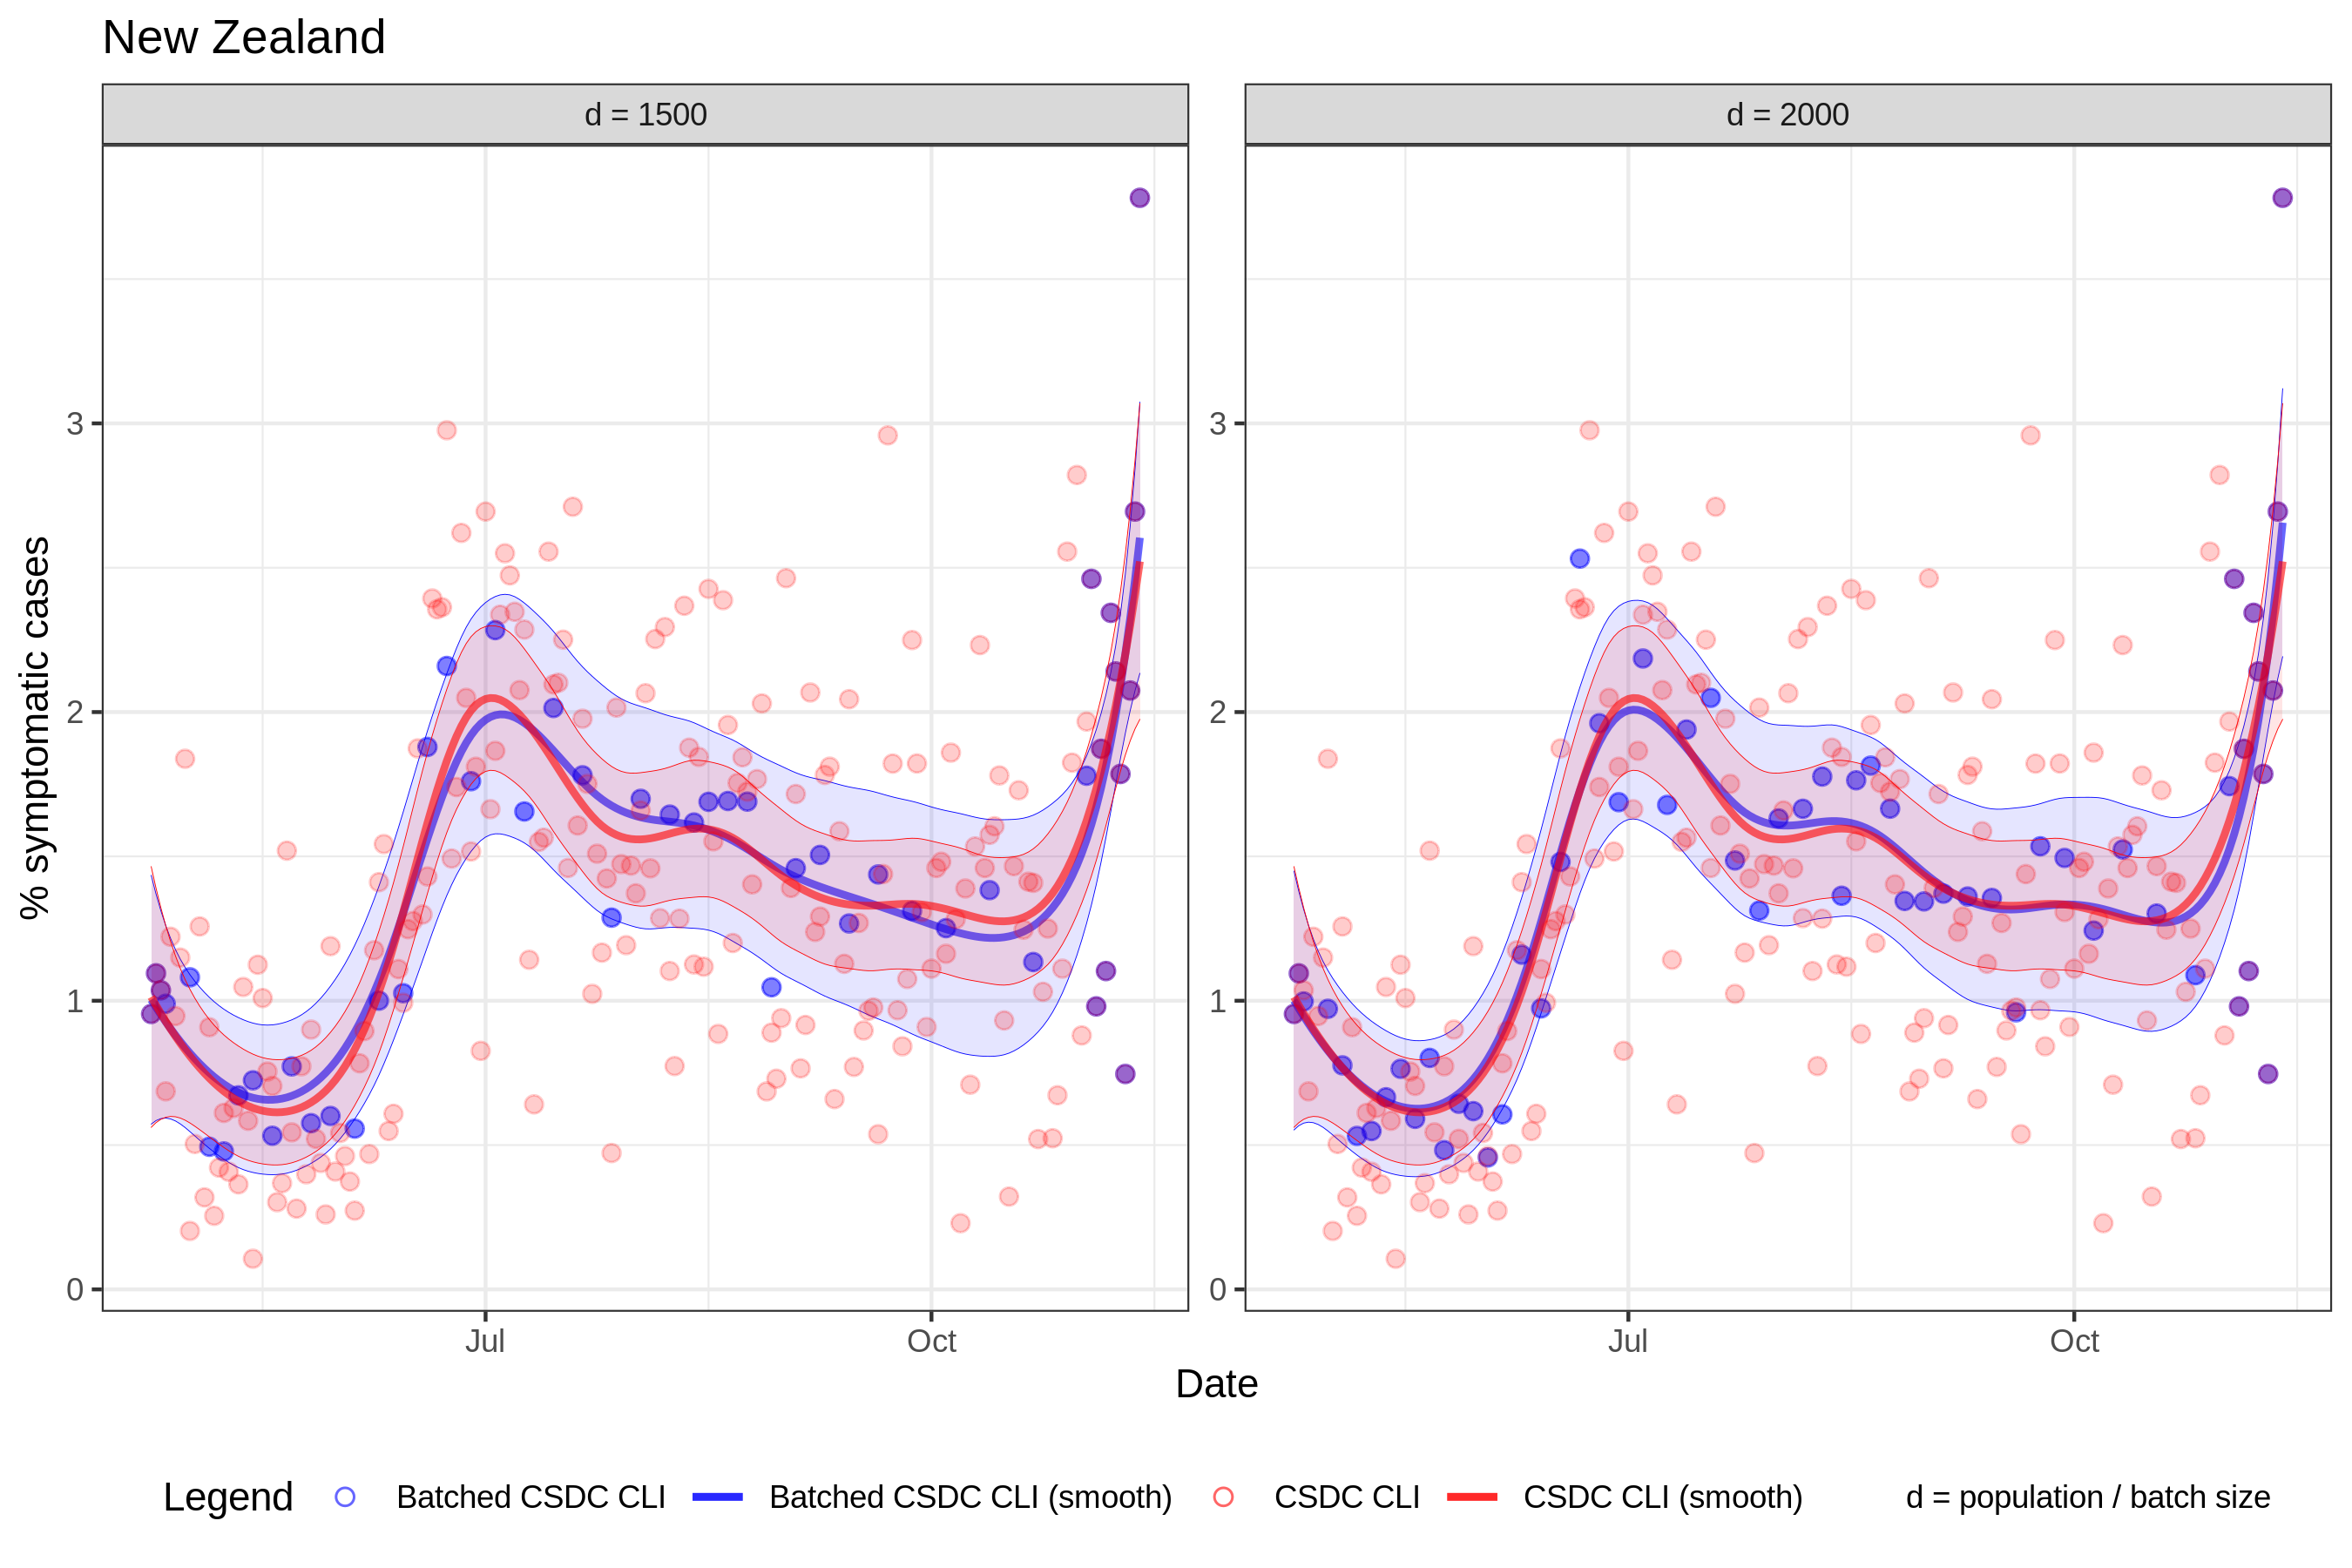 New Zealand
d = 1500
d = 2000
% symptomatic cases
3
2
1
0
3
2
1
0
Jul
Oct
Jul
Oct
Date
Legend
Batched CSDC CLI
Batched CSDC CLI (smooth)
CSDC CLI
CSDC CLI (smooth)
d = population / batch size